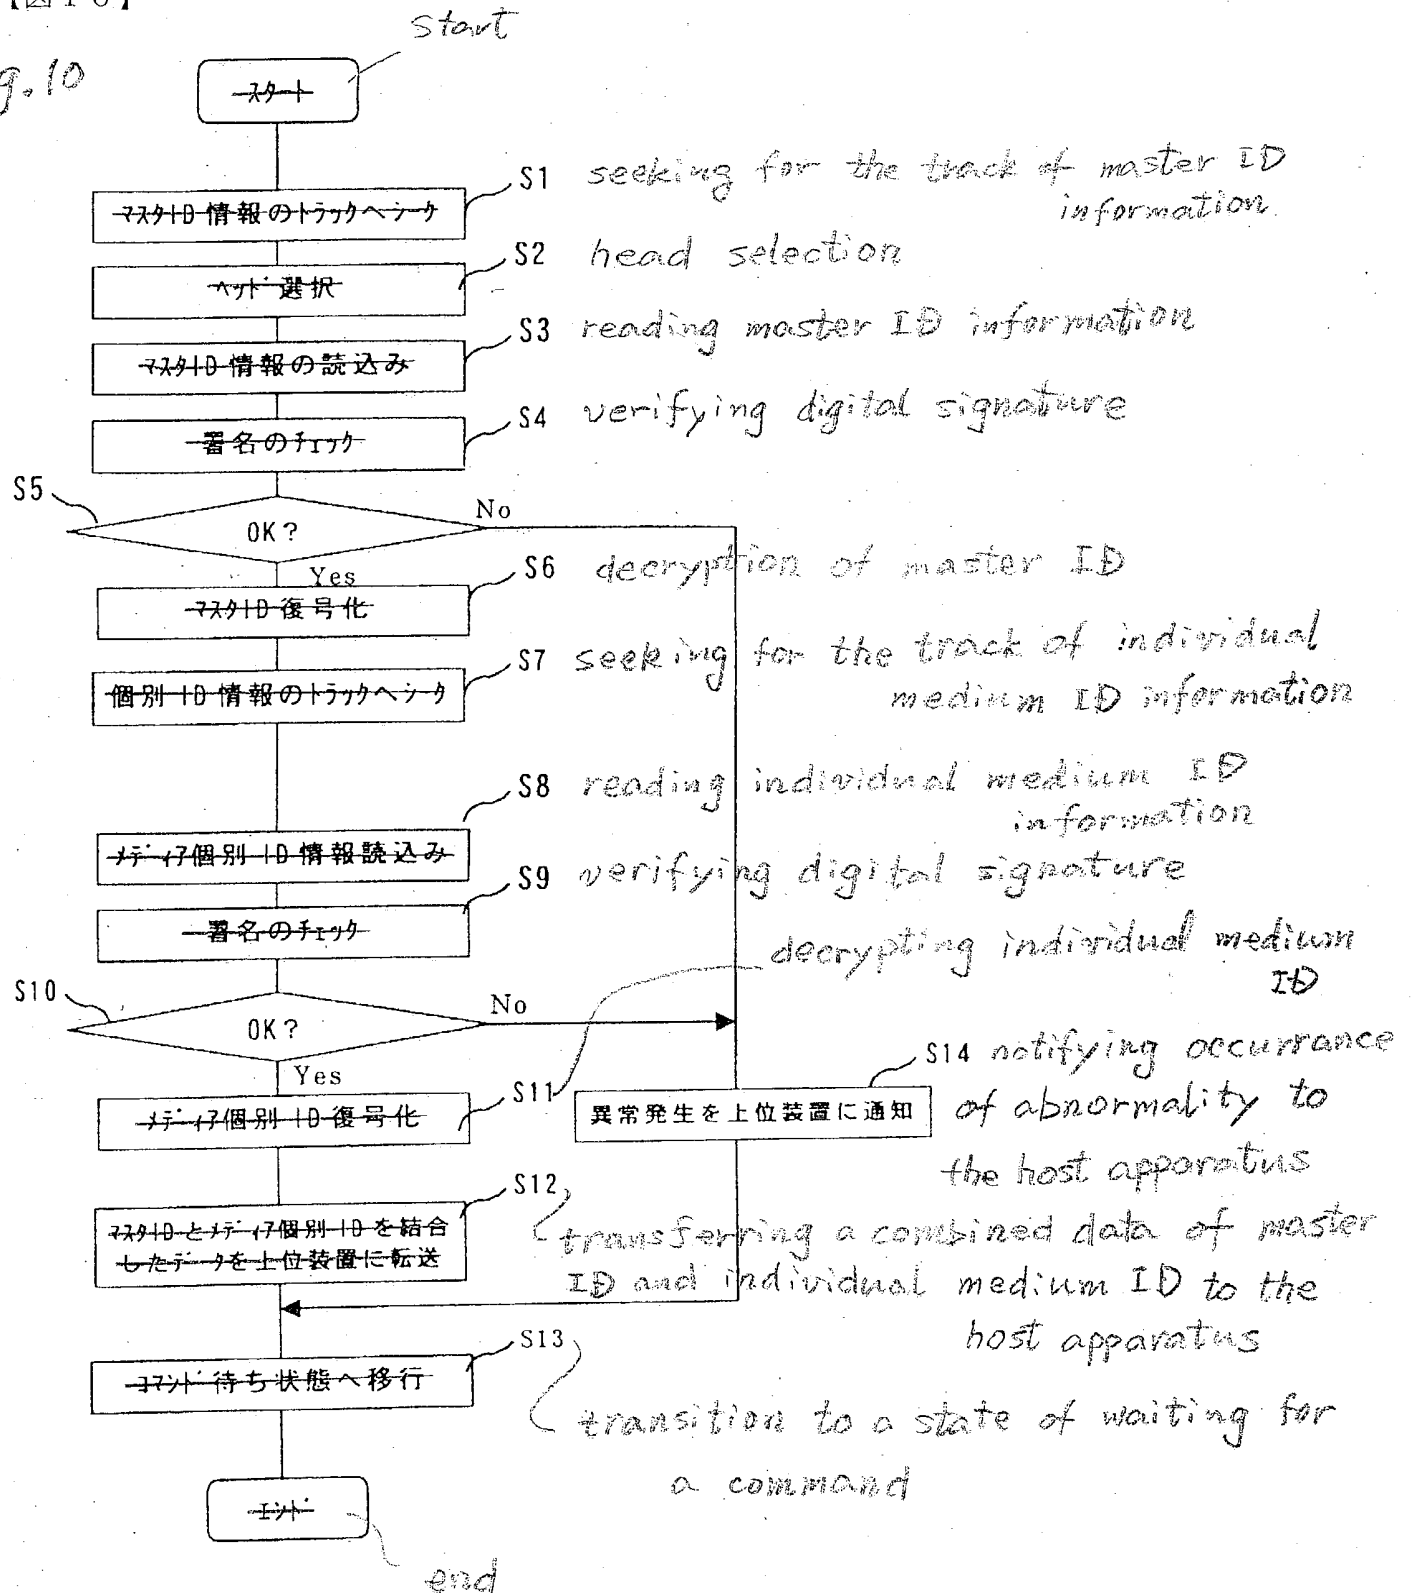 【図10】
Start
g.10
スタート
S1 seeking for the track of master ID
information
マスタID情報のトラックへシーク
S2 head selection
ヘッド選択
S3 reading master ID information
マスタID情報の読込み
S4 verifying digital signature
署名のチェック
S5
OK?
No
Yes
S6 decryption of master ID
マスタID復号化
S7 seeking for the track of individual
medium ID information
個別ID情報のトラックへシーク
S8 reading individual medium ID
information
メディア個別ID情報読込み
S9 verifying digital signature
署名のチェック
decrypting individual medium
ID
S10
OK?
No
Yes
S11
メディア個別ID復号化
S14 notifying occurrance
of abnormality to
the host apparatus
異常発生を上位装置に通知
S12
マスタIDとメディア個別IDを結合
したデータを上位装置に転送
transferring a combined data of master
ID and individual medium ID to the
host apparatus
S13
コマンド待ち状態へ移行
transition to a state of waiting for
a command
エンド
end